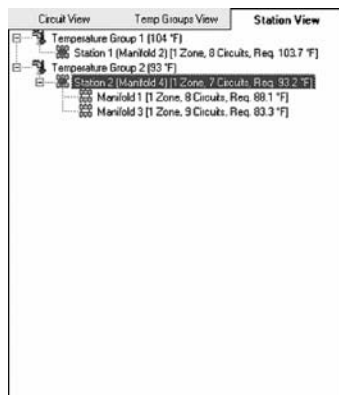 Circuit View Temp Groups View Station View
Temperature Group 1 (104 °F)
Station 1 (Manifold 2) [1 Zone, 8 Circuits, Req. 103.7 °F]
Temperature Group 2 (93 °F)
Station 2 (Manifold 4) [1 Zone, 7 Circuits, Req. 93.2 °F]
Manifold 1 [1 Zone, 8 Circuits, Req. 88.1 °F]
Manifold 3 [1 Zone, 9 Circuits, Req. 83.3 °F]